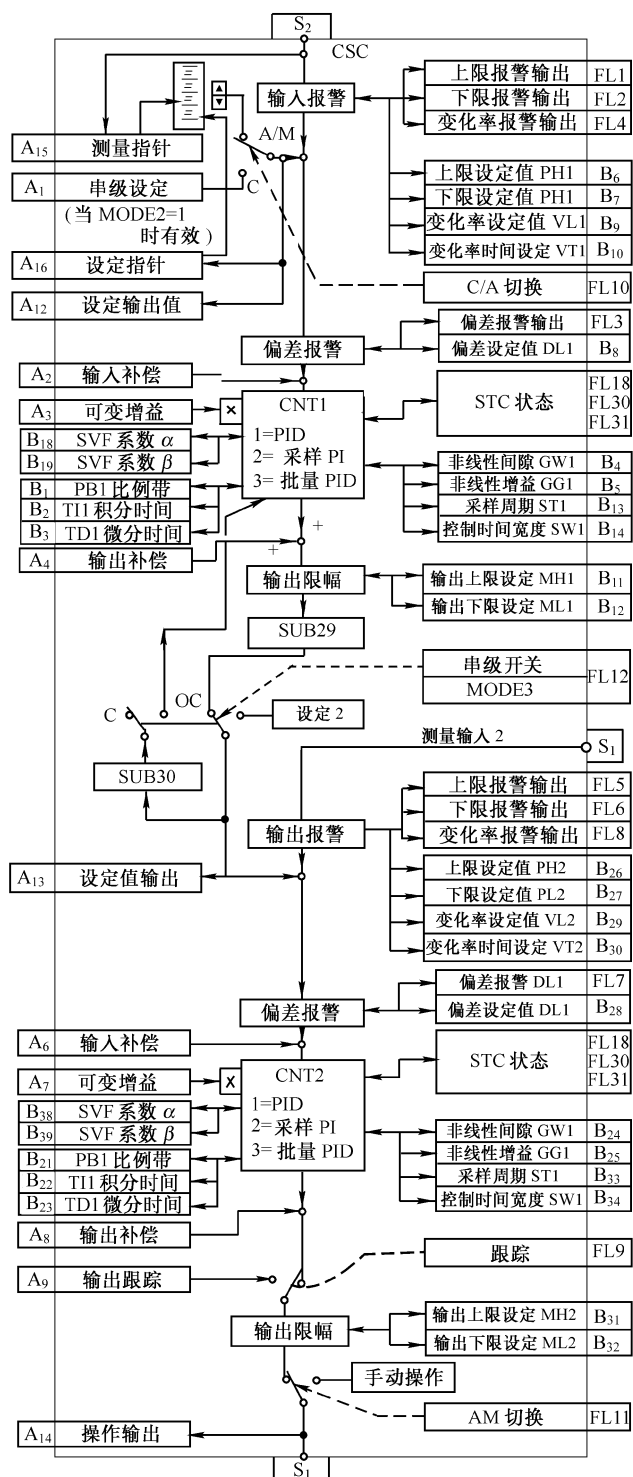 S₂
CSC
上限报警输出 FL1
输入报警
下限报警输出 FL2
变化率报警输出 FL4
A/M
A₁₅ 测量指针
A₁ 串级设定
C
(当 MODE2=1
时有效)
上限设定值 PH1 B₆
下限设定值 PH1 B₇
变化率设定值 VL1 B₉
变化率时间设定 VT1 B₁₀
A₁₆ 设定指针
C/A 切换 FL10
A₁₂ 设定输出值
偏差报警输出 FL3
偏差报警
偏差设定值 DL1 B₈
A₂ 输入补偿
A₃ 可变增益
×
CNT1
1=PID
2= 采样 PI
3= 批量 PID
STC 状态
FL18
FL30
FL31
B₁₈ SVF 系数 α
B₁₉ SVF 系数 β
B₁ PB1 比例带
B₂ TI1 积分时间
B₃ TD1 微分时间
非线性间隙 GW1 B₄
非线性增益 GG1 B₅
采样周期 ST1 B₁₃
控制时间宽度 SW1 B₁₄
+
+
A₄ 输出补偿
输出限幅
输出上限设定 MH1 B₁₁
输出下限设定 ML1 B₁₂
SUB29
串级开关
MODE3
FL12
C
OC
设定 2
测量输入 2
S₁
SUB30
上限报警输出 FL5
下限报警输出 FL6
输出报警
变化率报警输出 FL8
A₁₃ 设定值输出
上限设定值 PH2 B₂₆
下限设定值 PL2 B₂₇
变化率设定值 VL2 B₂₉
变化率时间设定 VT2 B₃₀
偏差报警 DL1 FL7
偏差报警
偏差设定值 DL1 B₂₈
A₆ 输入补偿
A₇ 可变增益
X
CNT2
1=PID
2=采样 PI
3= 批量 PID
STC 状态
FL18
FL30
FL31
B₃₈ SVF 系数 α
B₃₉ SVF 系数 β
B₂₁ PB1 比例带
B₂₂ TI1 积分时间
B₂₃ TD1 微分时间
非线性间隙 GW1 B₂₄
非线性增益 GG1 B₂₅
采样周期 ST1 B₃₃
控制时间宽度 SW1 B₃₄
A₈ 输出补偿
跟踪 FL9
A₉ 输出跟踪
输出限幅
输出上限设定 MH2 B₃₁
输出下限设定 ML2 B₃₂
手动操作
AM 切换 FL11
A₁₄ 操作输出
S₁